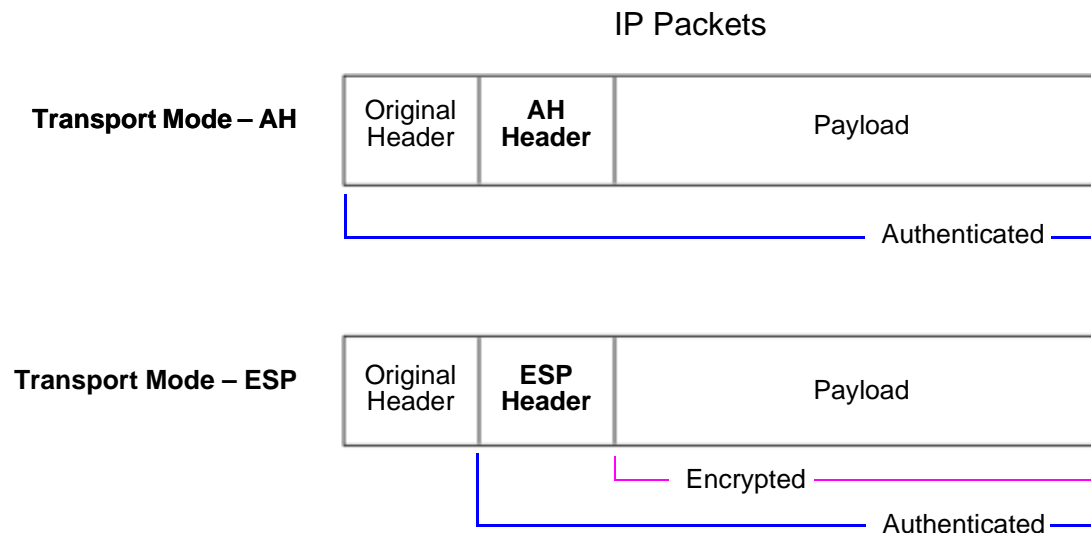 IP Packets
Transport Mode – AH
Original
Header
AH
Header
Payload
Authenticated
Transport Mode – ESP
Original
Header
ESP
Header
Payload
Encrypted
Authenticated